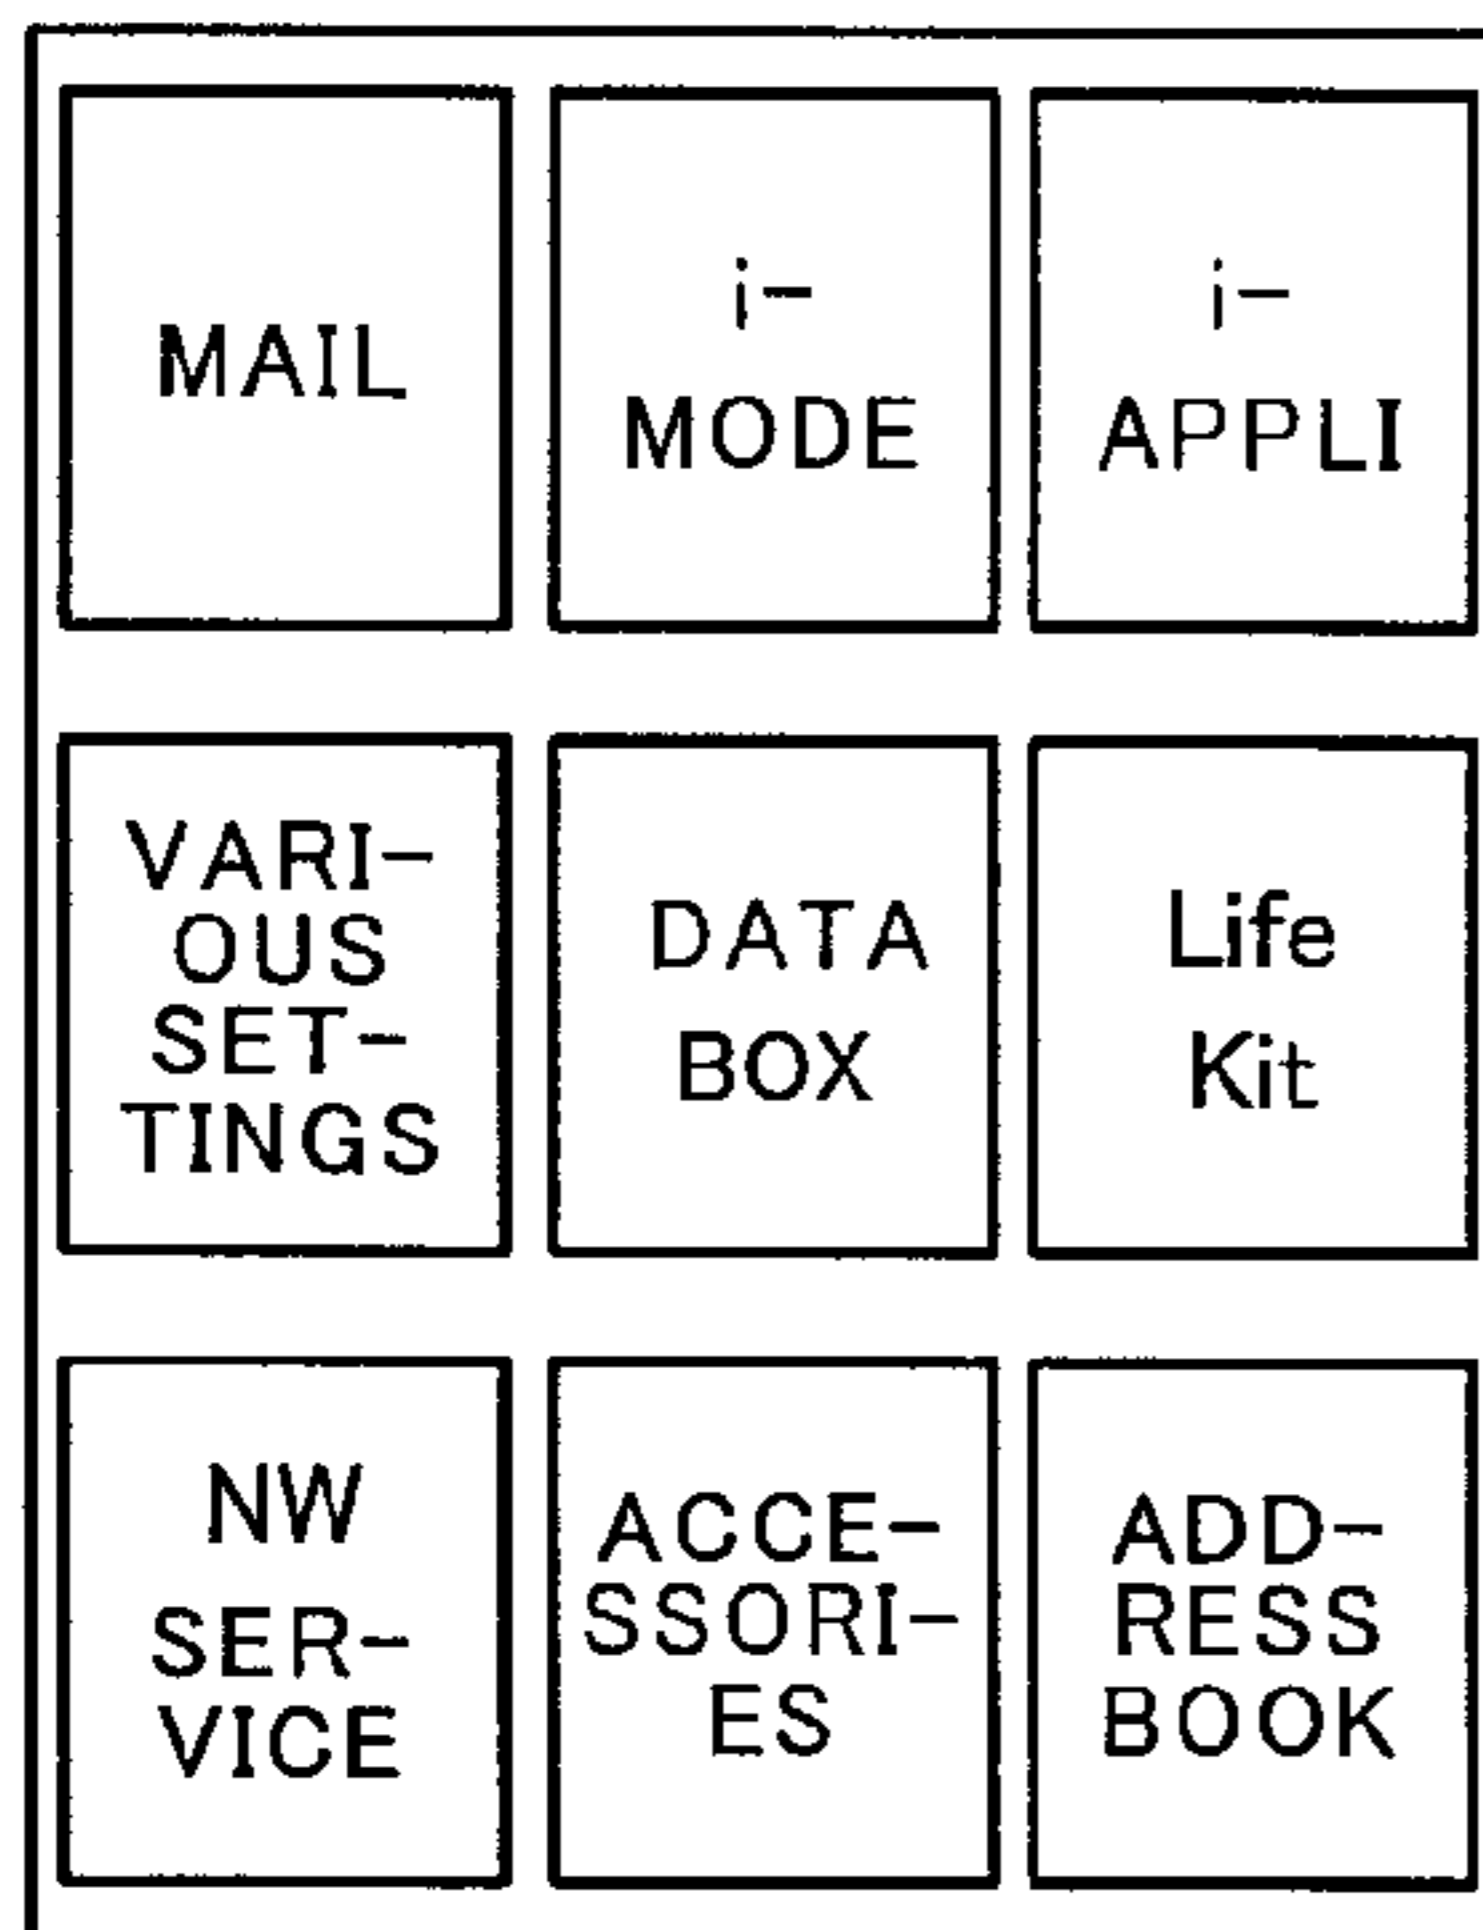 MAIL
i-
MODE
i-
APPLI
VARI-
OUS
SET-
TINGS
DATA
BOX
Life
Kit
NW
SER-
VICE
ACCE-
SSORI-
ES
ADD-
RESS
BOOK